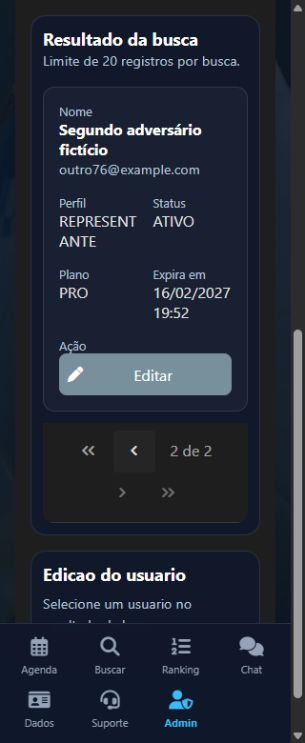 Resultado da busca
Limite de 20 registros por busca.
Nome
Segundo adversário
fictício
outro76@example.com
Perfil Status
REPRESENT ATIVO
ANTE
Plano Expira em
PRO 16/02/2027
19:52
Ação
Editar
2 de 2
Edicao do usuario
Selecione um usuario no
Agenda Buscar Ranking Chat
Dados Suporte Admin